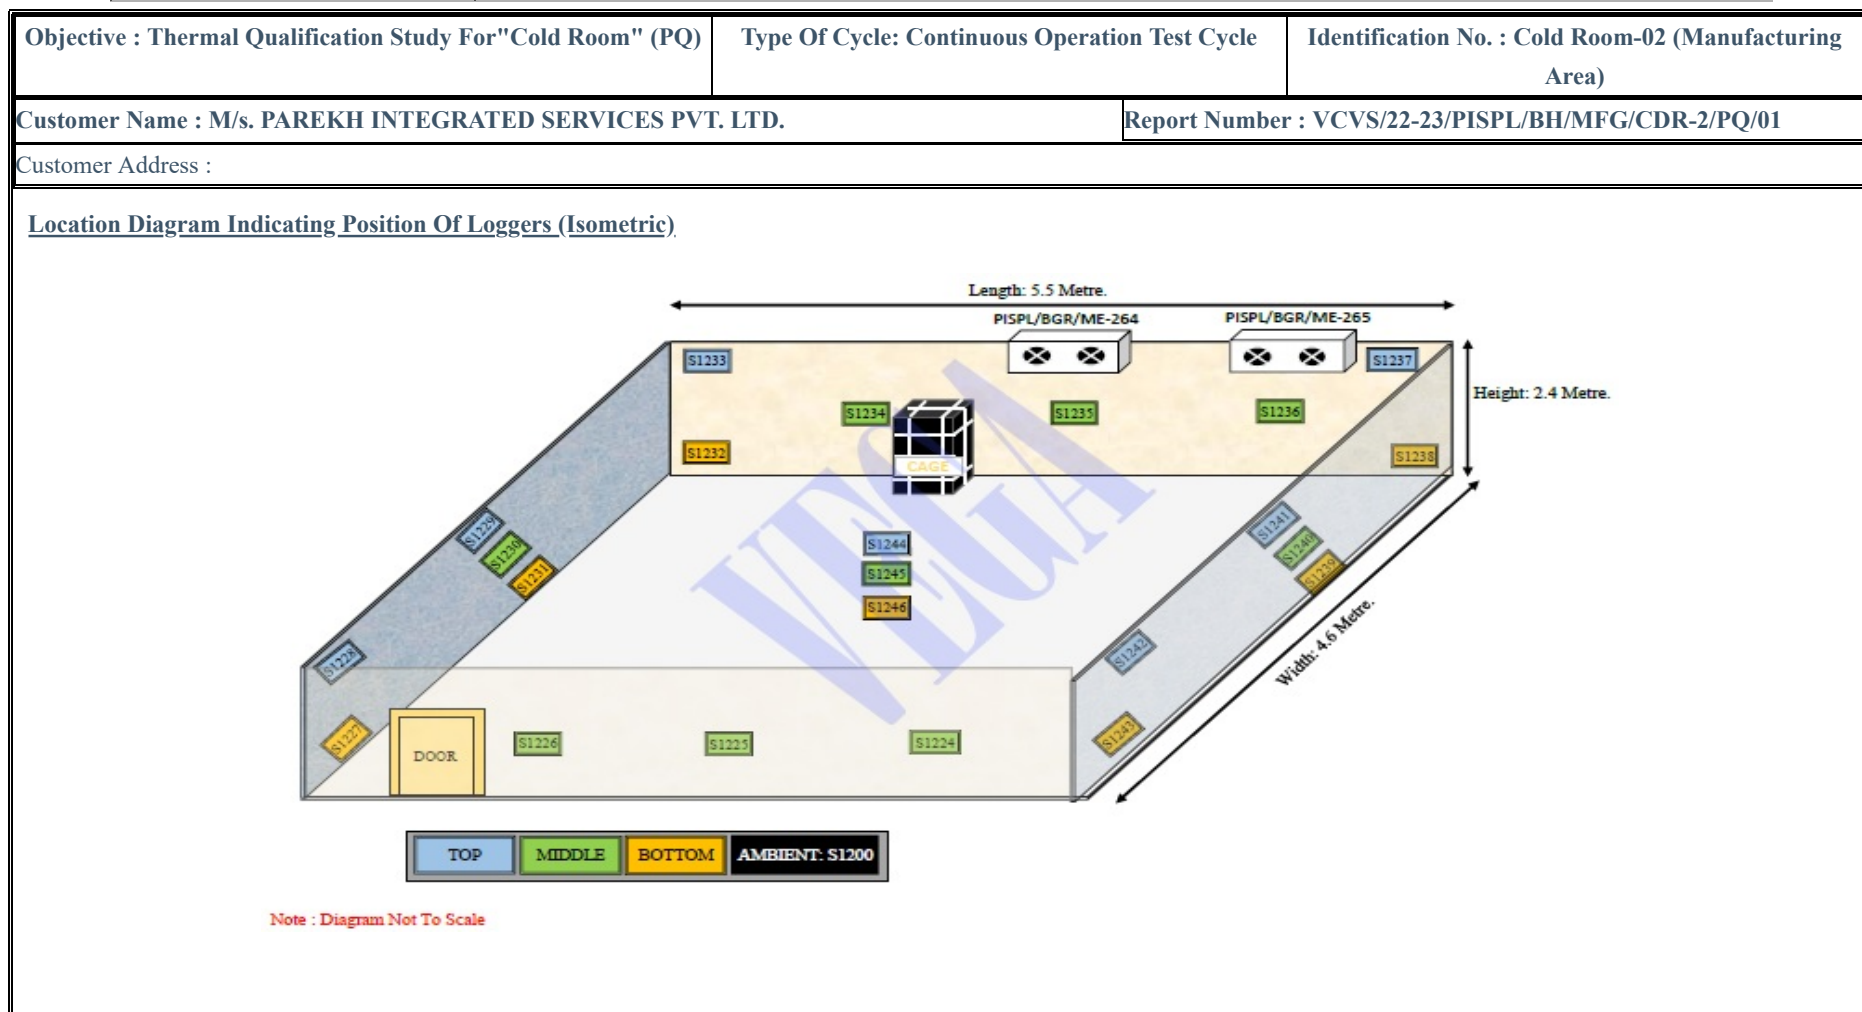 Objective : Thermal Qualification Study For"Cold Room" (PQ)
Type Of Cycle: Continuous Operation Test Cycle
Identification No. : Cold Room-02 (Manufacturing
Area)
Customer Name : M/s. PAREKH INTEGRATED SERVICES PVT. LTD.
Report Number : VCVS/22-23/PISPL/BH/MFG/CDR-2/PQ/01
Customer Address :
Location Diagram Indicating Position Of Loggers (Isometric)
Length: 5.5 Metre.
PISPL/BGR/ME-264
PISPL/BGR/ME-265
S1233
S1237
Height: 2.4 Metre.
S1234
S1235
S1236
S1232
CAGE
S1238
S1229
S1230
S1231
S1244
S1245
S1246
S1241
S1240
S1239
Width: 4.6 Metre.
VEGA
S1228
S1242
S1227
DOOR
S1226
S1225
S1224
S1243
TOP
MIDDLE
BOTTOM
AMBIENT: S1200
Note : Diagram Not To Scale